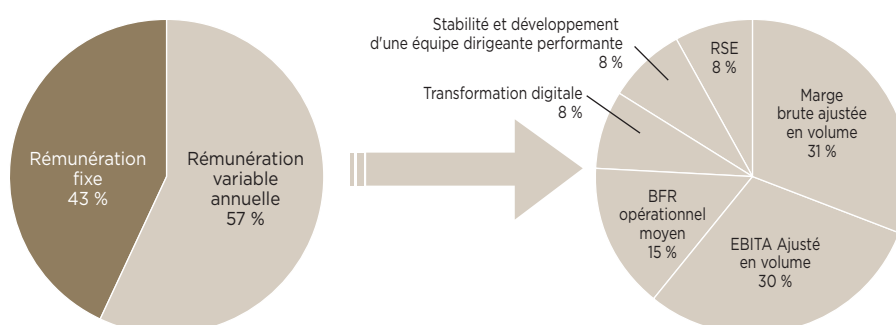 Rémunération
fixe
43 %
Rémunération
variable
annuelle
57 %
Stabilité et développement
d'une équipe dirigeante performante
8 %
Transformation digitale
8 %
RSE
8 %
Marge
brute ajustée
en volume
31 %
BFR
opérationnel
moyen
15 %
EBITA Ajusté
en volume
30 %